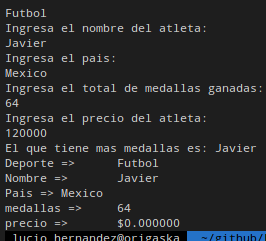 Futbol
Ingresa el nombre del atleta:
Javier
Ingresa el pais:
Mexico
Ingresa el total de medallas ganadas:
64
Ingresa el precio del atleta:
120000
El que tiene mas medallas es: Javier
Deporte => Futbol
Nombre => Javier
Pais => Mexico
medallas => 64
precio => $0.000000
lucio_hernandez@origaska ~/github/